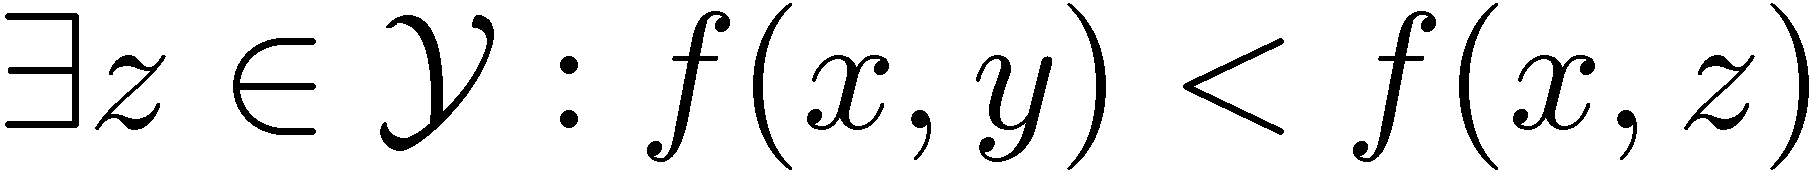 ∃z ∈ 𝒴 : f(x, y) < f(x, z)